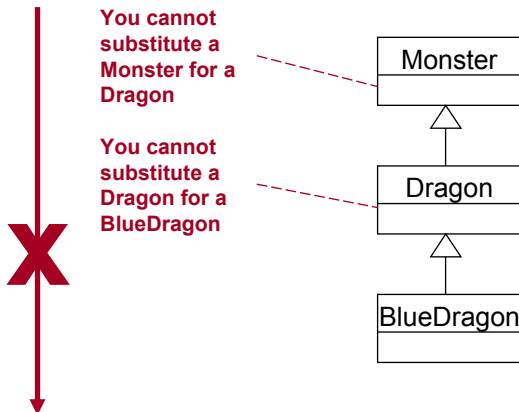 You cannot
substitute a
Monster for a
Dragon
Monster
You cannot
substitute a
Dragon for a
BlueDragon
Dragon
X
BlueDragon